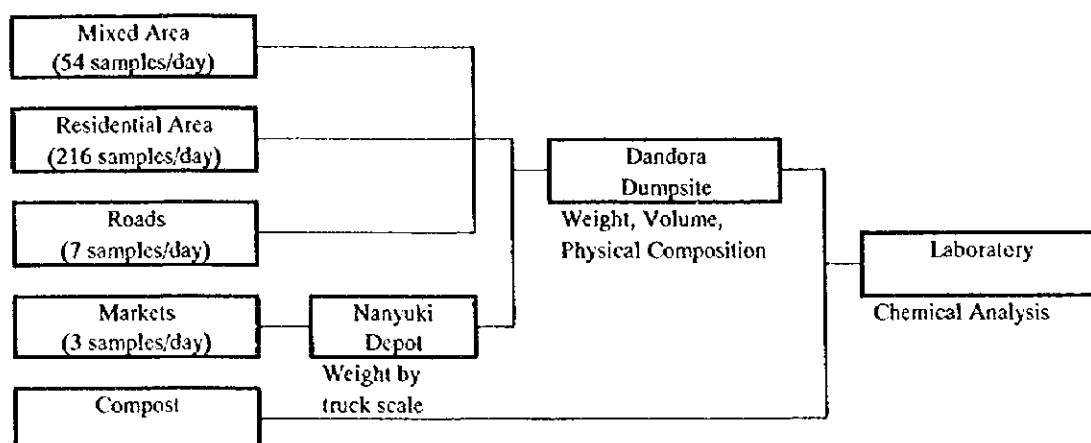 Mixed Area
(54 samples/day)
Residential Area
(216 samples/day)
Roads
(7 samples/day)
Markets
(3 samples/day)
Compost
Nanyuki
Depot
Weight by
truck scale
Dandora
Dumpsite
Weight, Volume,
Physical Composition
Laboratory
Chemical Analysis